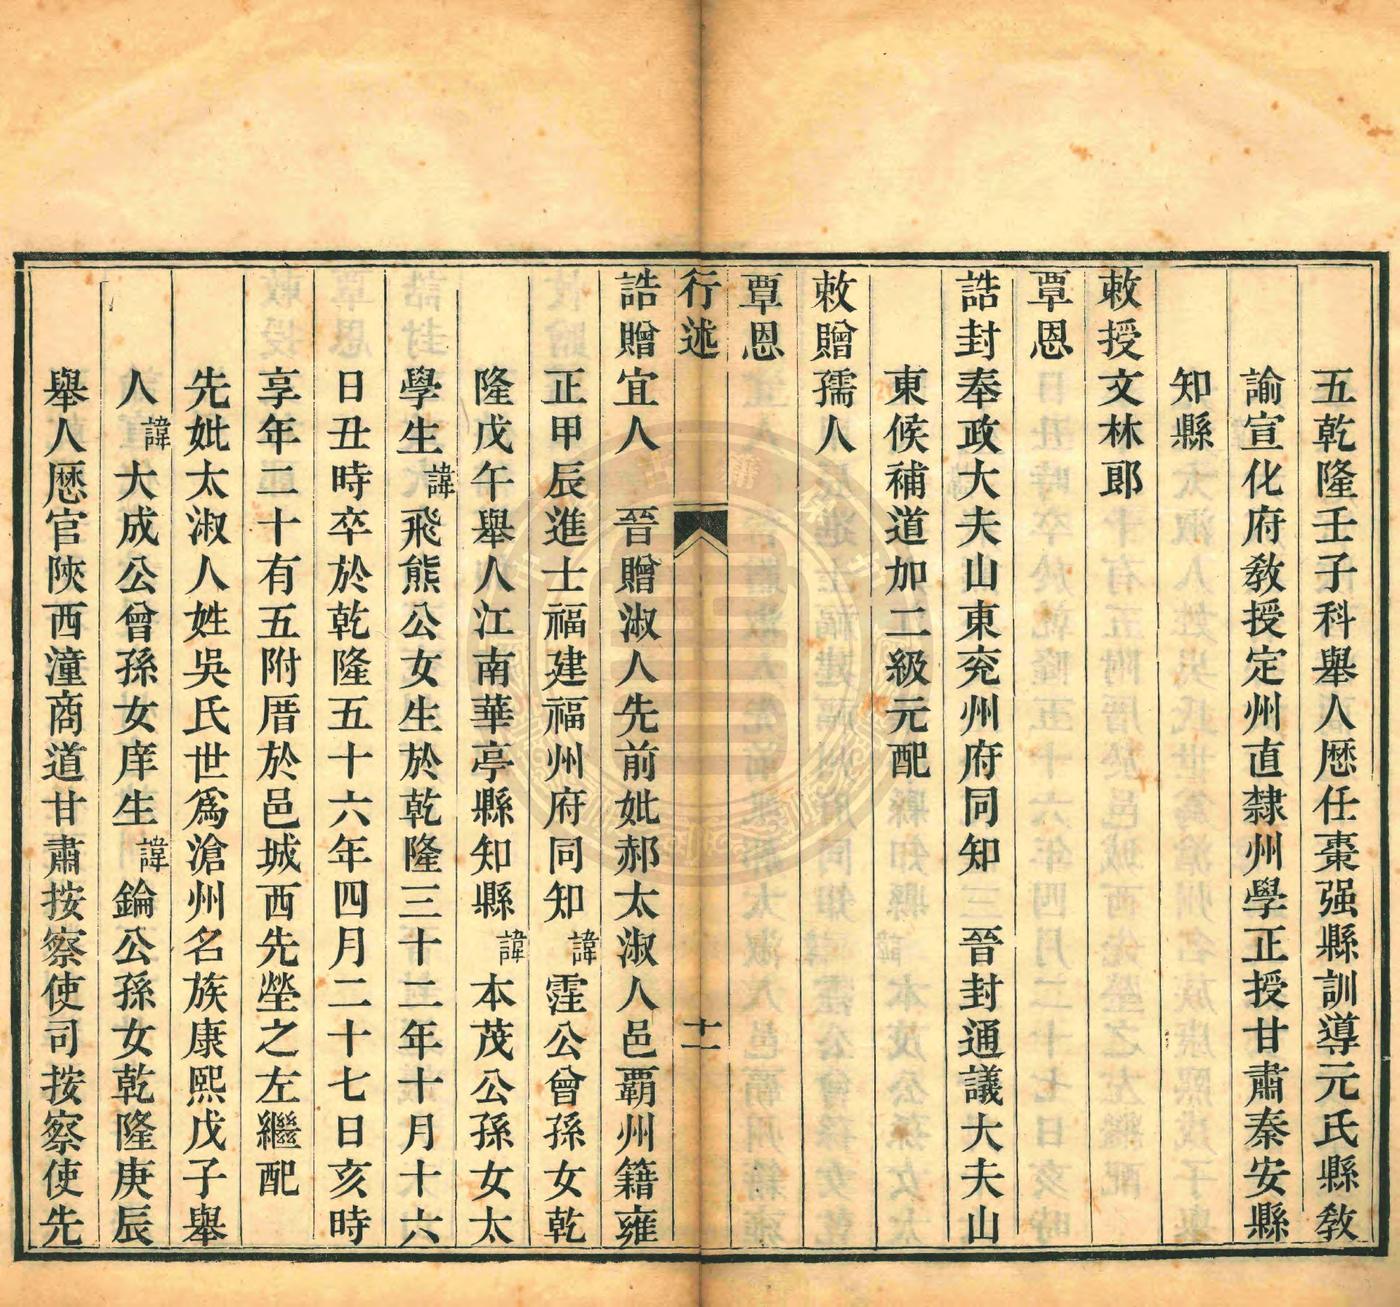 五乾隆壬子科舉人歷任棗强縣訓導元氏縣敎
諭宣化府敎授定州直隸州學正授甘肅秦安縣
知縣
敕授文林郎
覃恩
誥封奉政大夫山東兖州府同知　晉封通議大夫山
東候補道加二級元配
敕贈孺人
覃恩
行述　十一
誥贈宜人　晉贈淑人先前妣郝太淑人邑覇州籍雍
正甲辰進士福建福州府同知諱霔公曾孫女乾
隆戊午舉人江南華亭縣知縣諱本茂公孫女太
學生諱飛熊公女生於乾隆三十二年十月十六
日丑時卒於乾隆五十六年四月二十七日亥時
享年二十有五附厝於邑城西先塋之左繼配
先妣太淑人姓吳氏世爲滄州名族康熙戊子舉
人諱大成公曾孫女庠生諱錀公孫女乾隆庚辰
舉人歷官陜西潼商道甘肅按察使司按察使先